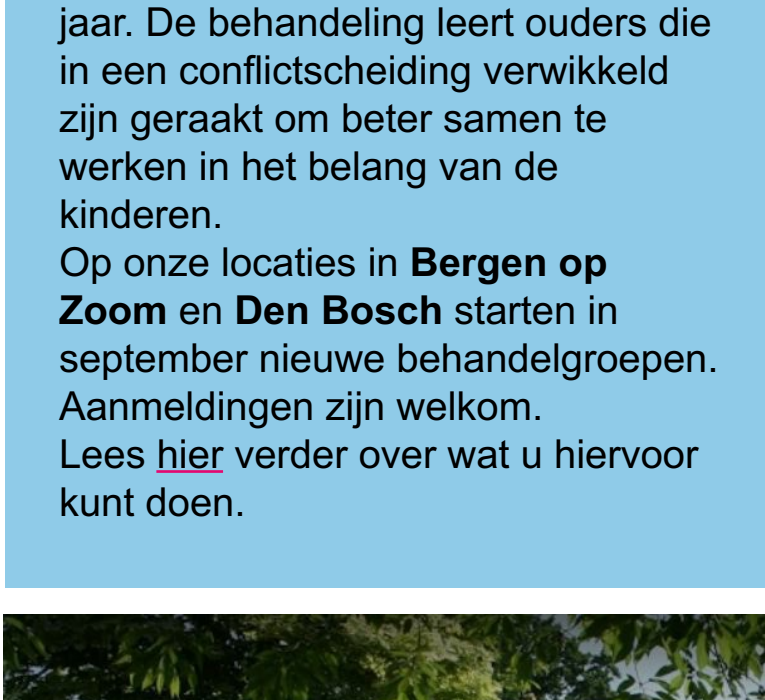 jaar. De behandeling leert ouders die
in een conflictscheiding verwikkeld
zijn geraakt om beter samen te
werken in het belang van de
kinderen.
Op onze locaties in Bergen op
Zoom en Den Bosch starten in
september nieuwe behandelgroepen.
Aanmeldingen zijn welkom.
Lees hier verder over wat u hiervoor
kunt doen.